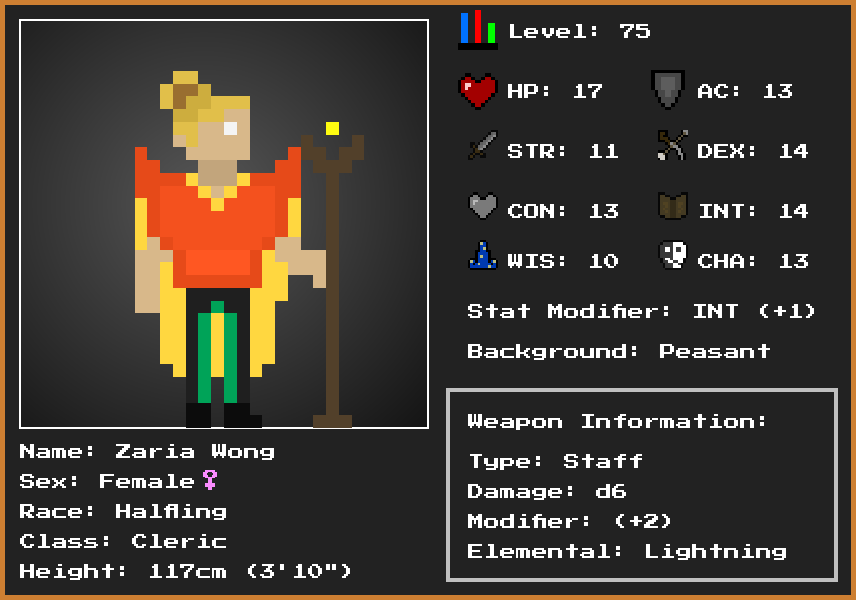 Level: 75
HP: 17
AC: 13
STR: 11
DEX: 14
CON: 13
INT: 14
WIS: 10
CHA: 13
Stat Modifier: INT (+1)
Background: Peasant
Weapon Information:
Type: Staff
Damage: d6
Modifier: (+2)
Elemental: Lightning
Name: Zaria Wong
Sex: Female♀
Race: Halfling
Class: Cleric
Height: 117cm (3'10")